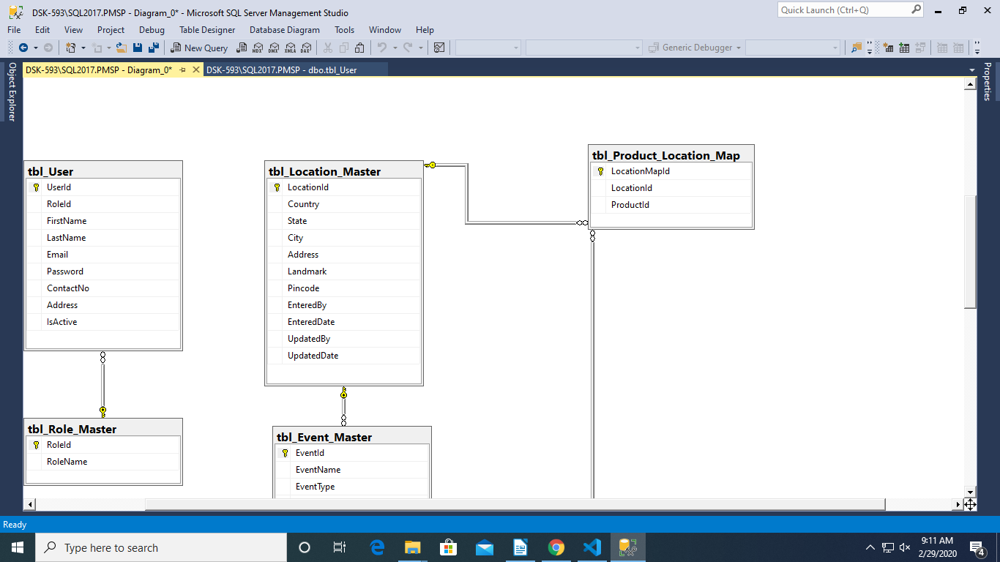 DSK-593\SQL2017.PMSP - Diagram_0* - Microsoft SQL Server Management Studio
Quick Launch (Ctrl+Q)
File Edit View Project Debug Table Designer Database Diagram Tools Window Help
New Query MDX DMX XMLA DAX Generic Debugger
DSK-593\SQL2017.PMSP - Diagram_0* DSK-593\SQL2017.PMSP - dbo.tbl_User
Object Explorer
Properties
tbl_User
UserId
RoleId
FirstName
LastName
Email
Password
ContactNo
Address
IsActive
tbl_Role_Master
RoleId
RoleName
tbl_Location_Master
LocationId
Country
State
City
Address
Landmark
Pincode
EnteredBy
EnteredDate
UpdatedBy
UpdatedDate
tbl_Event_Master
EventId
EventName
EventType
tbl_Product_Location_Map
LocationMapId
LocationId
ProductId
Ready
Type here to search
9:11 AM
2/29/2020
4